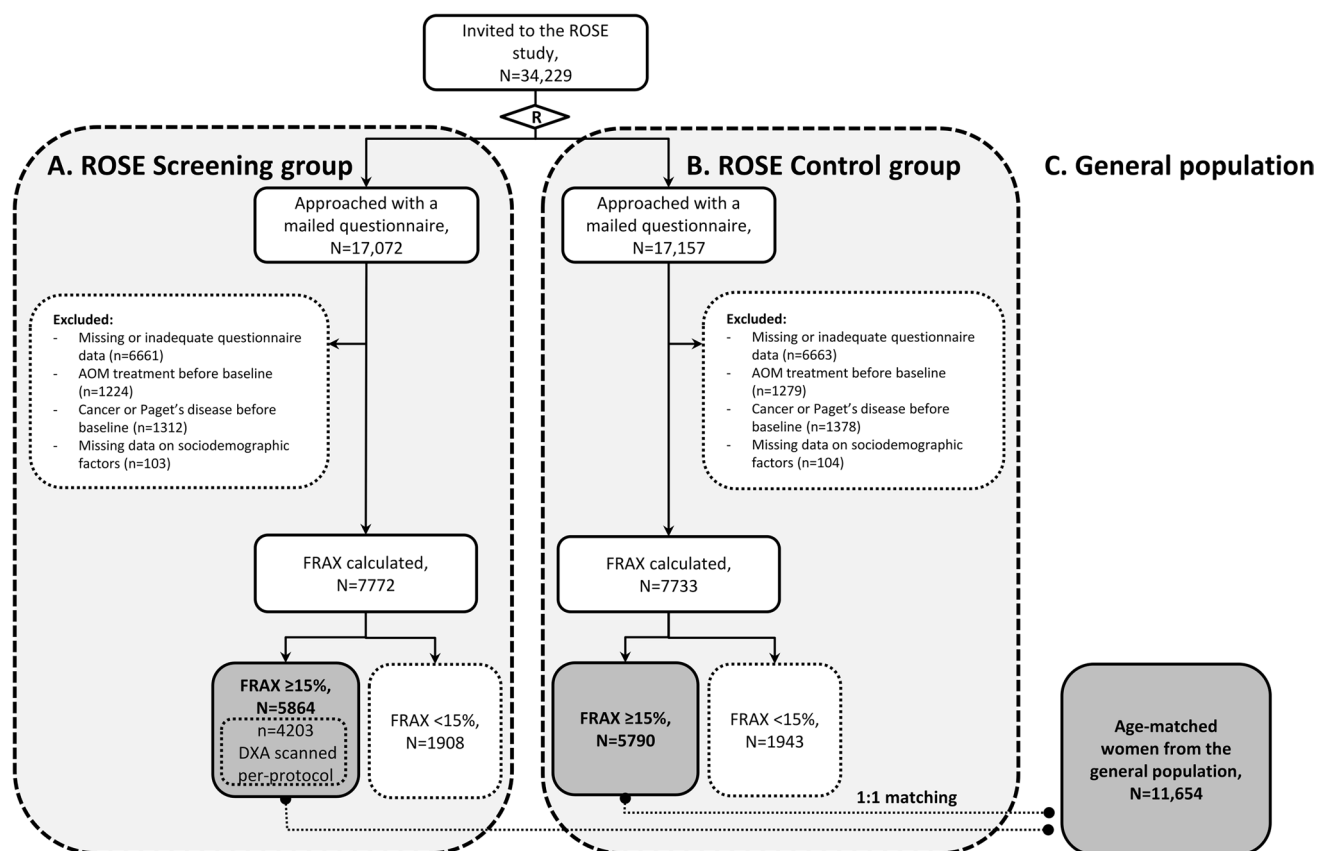 Invited to the ROSE
study,
N=34,229
R
A. ROSE Screening group
B. ROSE Control group
C. General population
Approached with a
mailed questionnaire,
N=17,072
Approached with a
mailed questionnaire,
N=17,157
Excluded:
- Missing or inadequate questionnaire
data (n=6661)
- AOM treatment before baseline
(n=1224)
- Cancer or Paget’s disease before
baseline (n=1312)
- Missing data on sociodemographic
factors (n=103)
Excluded:
- Missing or inadequate questionnaire
data (n=6663)
- AOM treatment before baseline
(n=1279)
- Cancer or Paget’s disease before
baseline (n=1378)
- Missing data on sociodemographic
factors (n=104)
FRAX calculated,
N=7772
FRAX calculated,
N=7733
FRAX ≥15%,
N=5864
n=4203
DXA scanned
per-protocol
FRAX <15%,
N=1908
FRAX ≥15%,
N=5790
FRAX <15%,
N=1943
Age-matched
women from the
general population,
N=11,654
1:1 matching